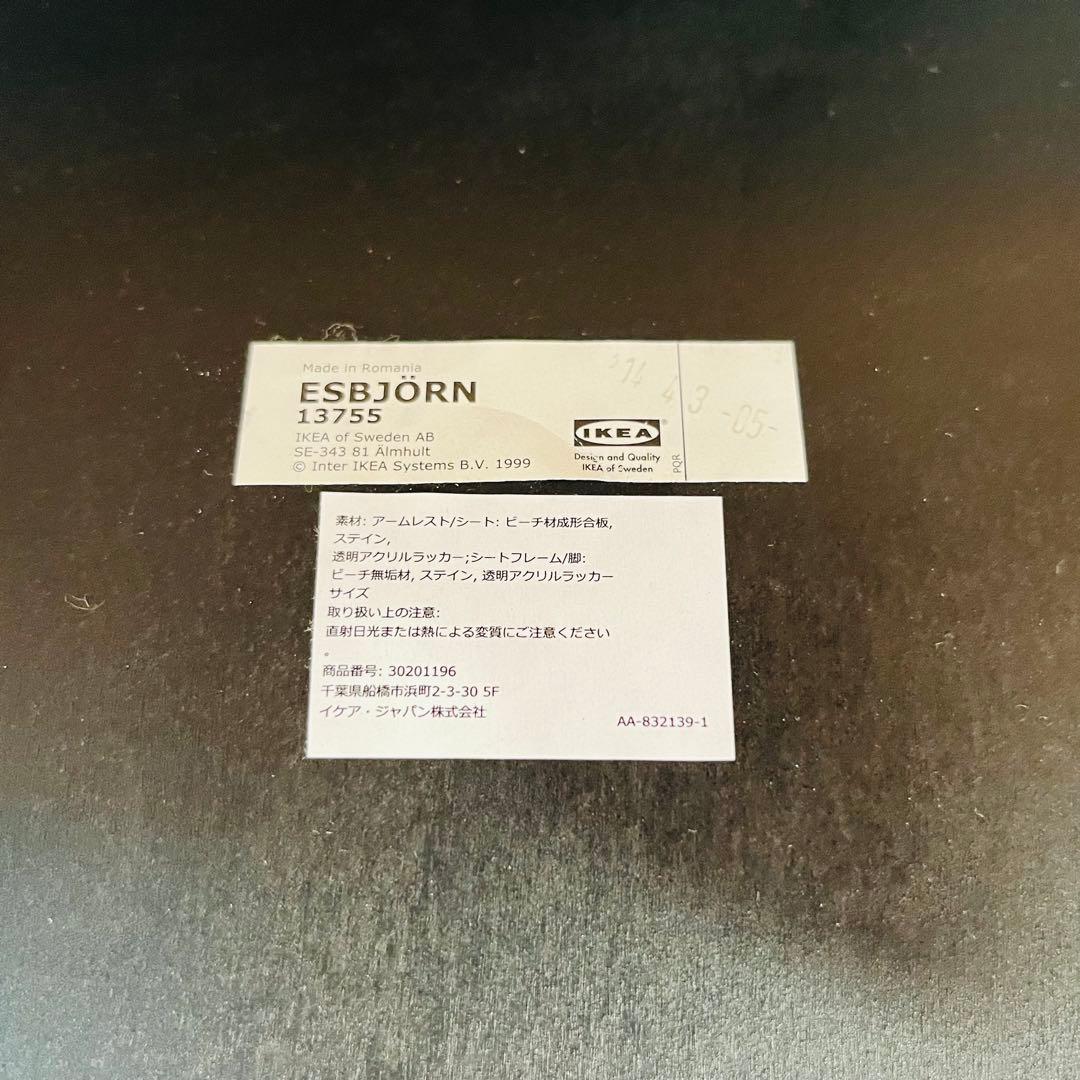 Made in Romania
ESBJÖRN
13755
IKEA of Sweden AB
SE-343 81 Älmhult
© Inter IKEA Systems B.V. 1999
IKEA
Design and Quality
IKEA of Sweden
PQR
素材: アームレスト/シート: ビーチ材成形合板,
ステイン,
透明アクリルラッカー;シートフレーム/脚:
ビーチ無垢材, ステイン, 透明アクリルラッカー
サイズ
取り扱い上の注意:
直射日光または熱による変質にご注意ください
。
商品番号: 30201196
千葉県船橋市浜町2-3-30 5F
イケア・ジャパン株式会社
AA-832139-1